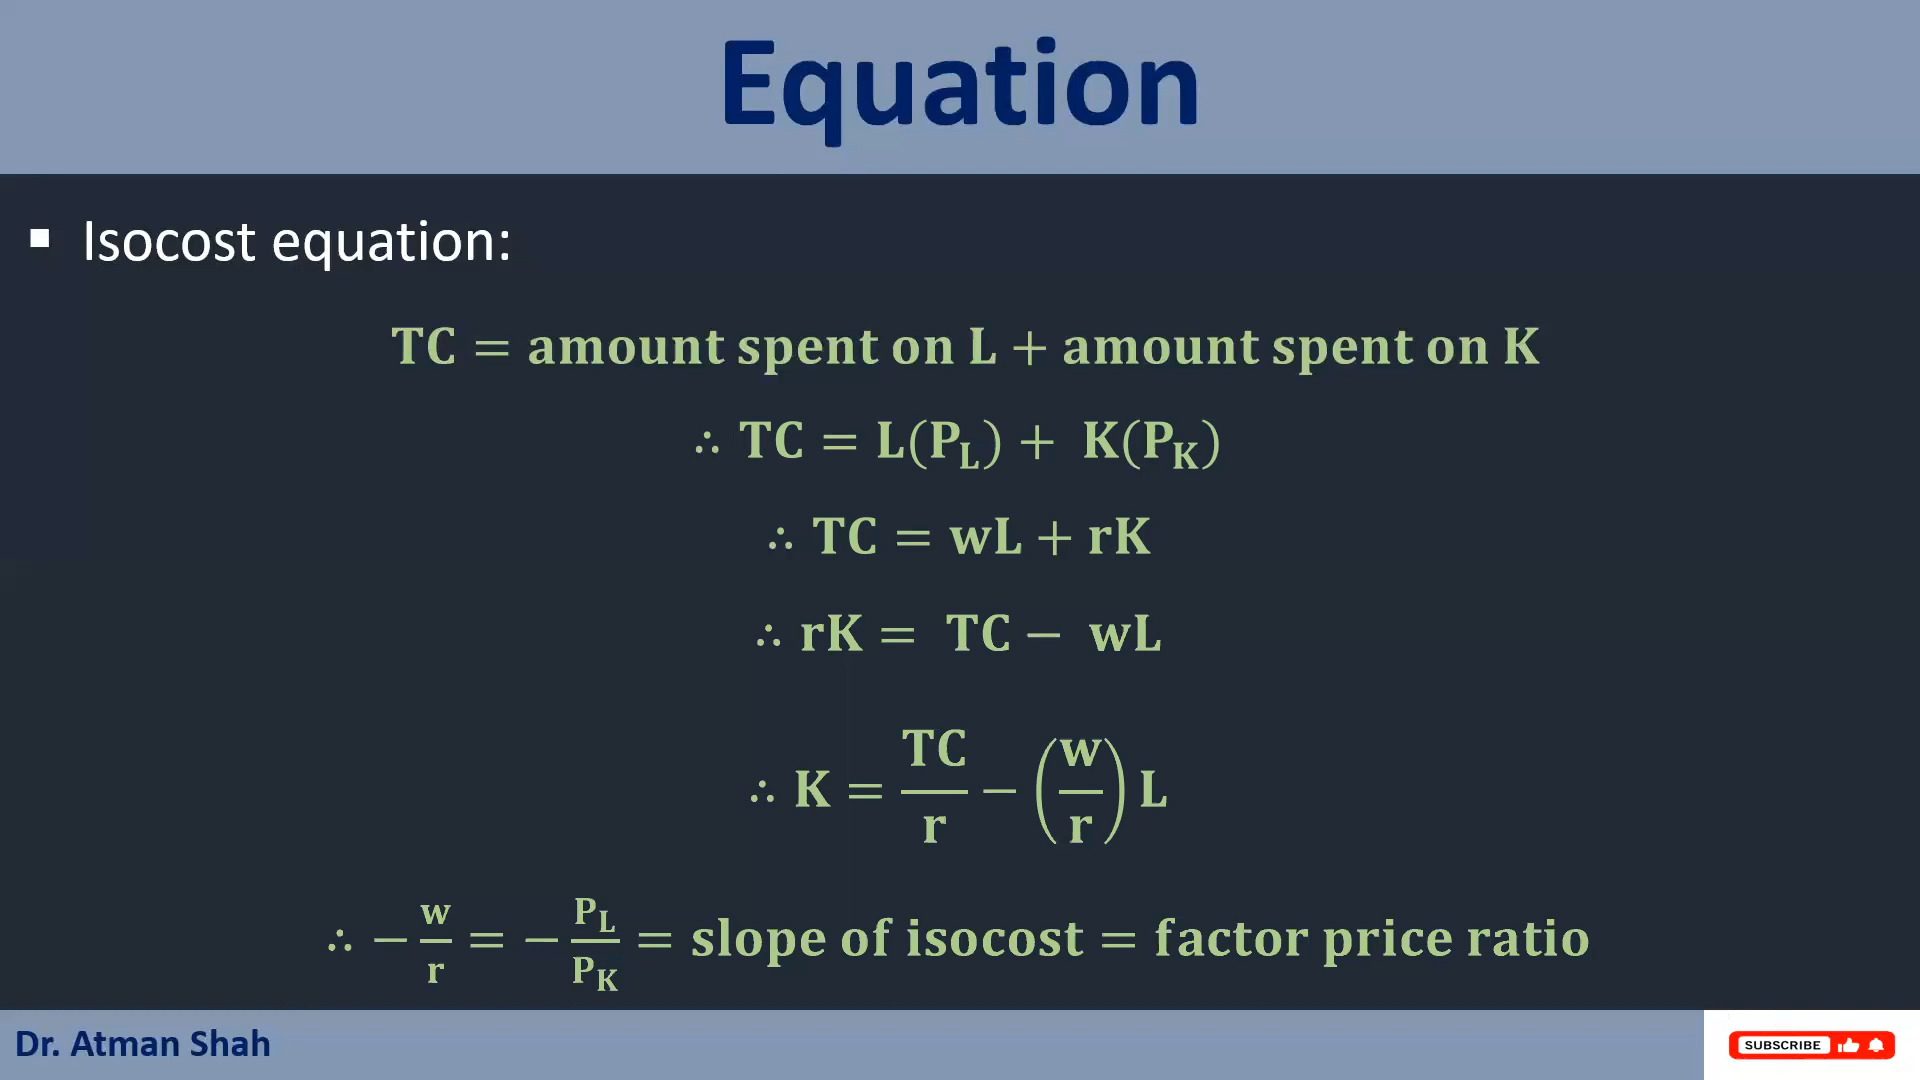 Equation
▪ Isocost equation:
TC = amount spent on L + amount spent on K
∴ TC = L(P_L) + K(P_K)
∴ TC = wL + rK
∴ rK = TC − wL
∴ K = TC/r − (w/r) L
∴ − w/r = − P_L/P_K = slope of isocost = factor price ratio
Dr. Atman Shah
SUBSCRIBE